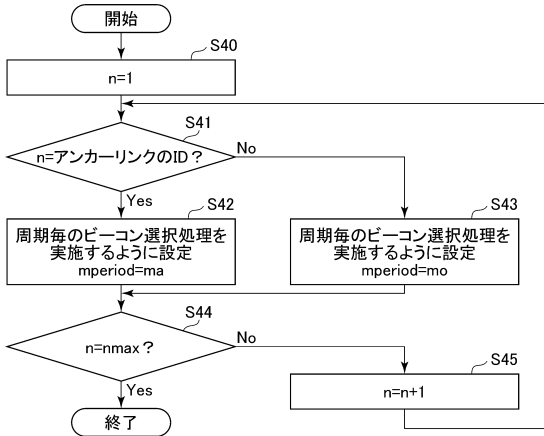 開始
S40
n=1
S41
n=アンカーリンクのID？
No
Yes
S42
周期毎のビーコン選択処理を
実施するように設定
mperiod=ma
S43
周期毎のビーコン選択処理を
実施するように設定
mperiod=mo
S44
n=nmax？
No
Yes
S45
n=n+1
終了